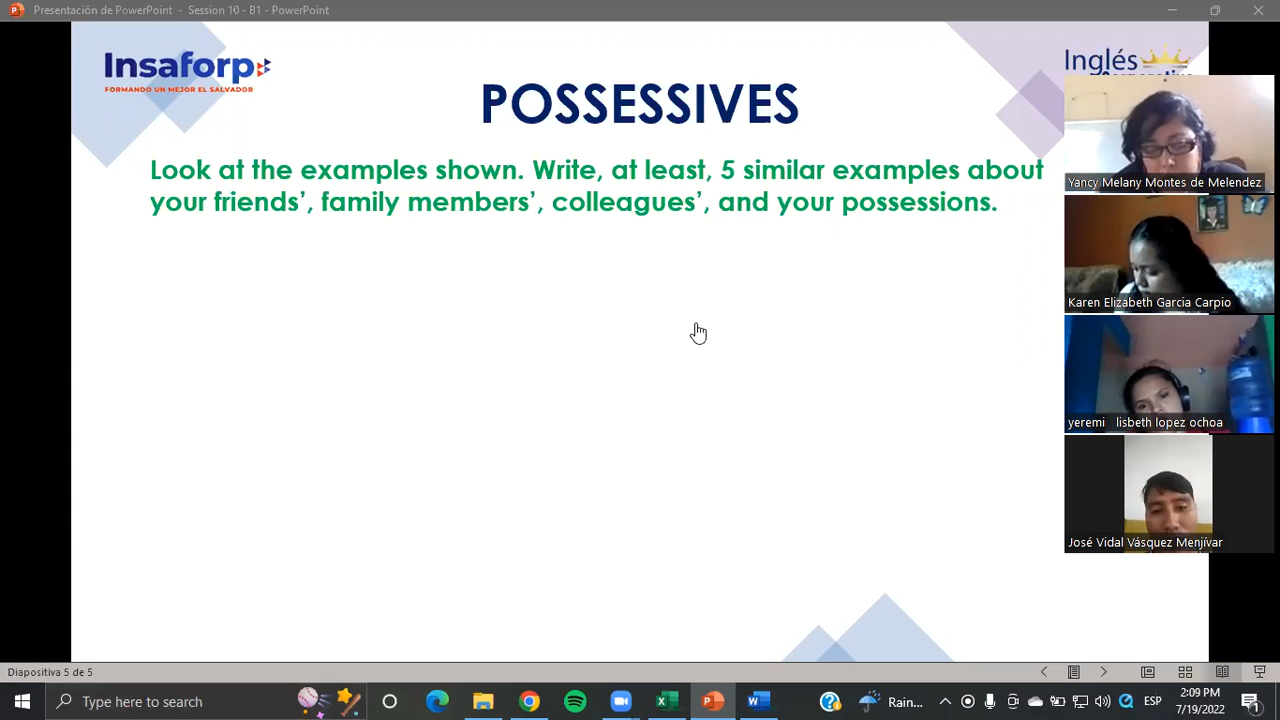 Presentación de PowerPoint - Session 10 - B1 - PowerPoint
Insaforp
FORMANDO UN MEJOR EL SALVADOR
Inglés
POSSESSIVES
Look at the examples shown. Write, at least, 5 similar examples about
your friends’, family members’, colleagues’, and your possessions.
Yancy Melany Montes de Melendez
Karen Elizabeth Garcia Carpio
yeremi lisbeth lopez ochoa
José Vidal Vásquez Menjívar
Diapositiva 5 de 5
Type here to search
Rain...
ESP
2:09 PM
7/19/2022
1